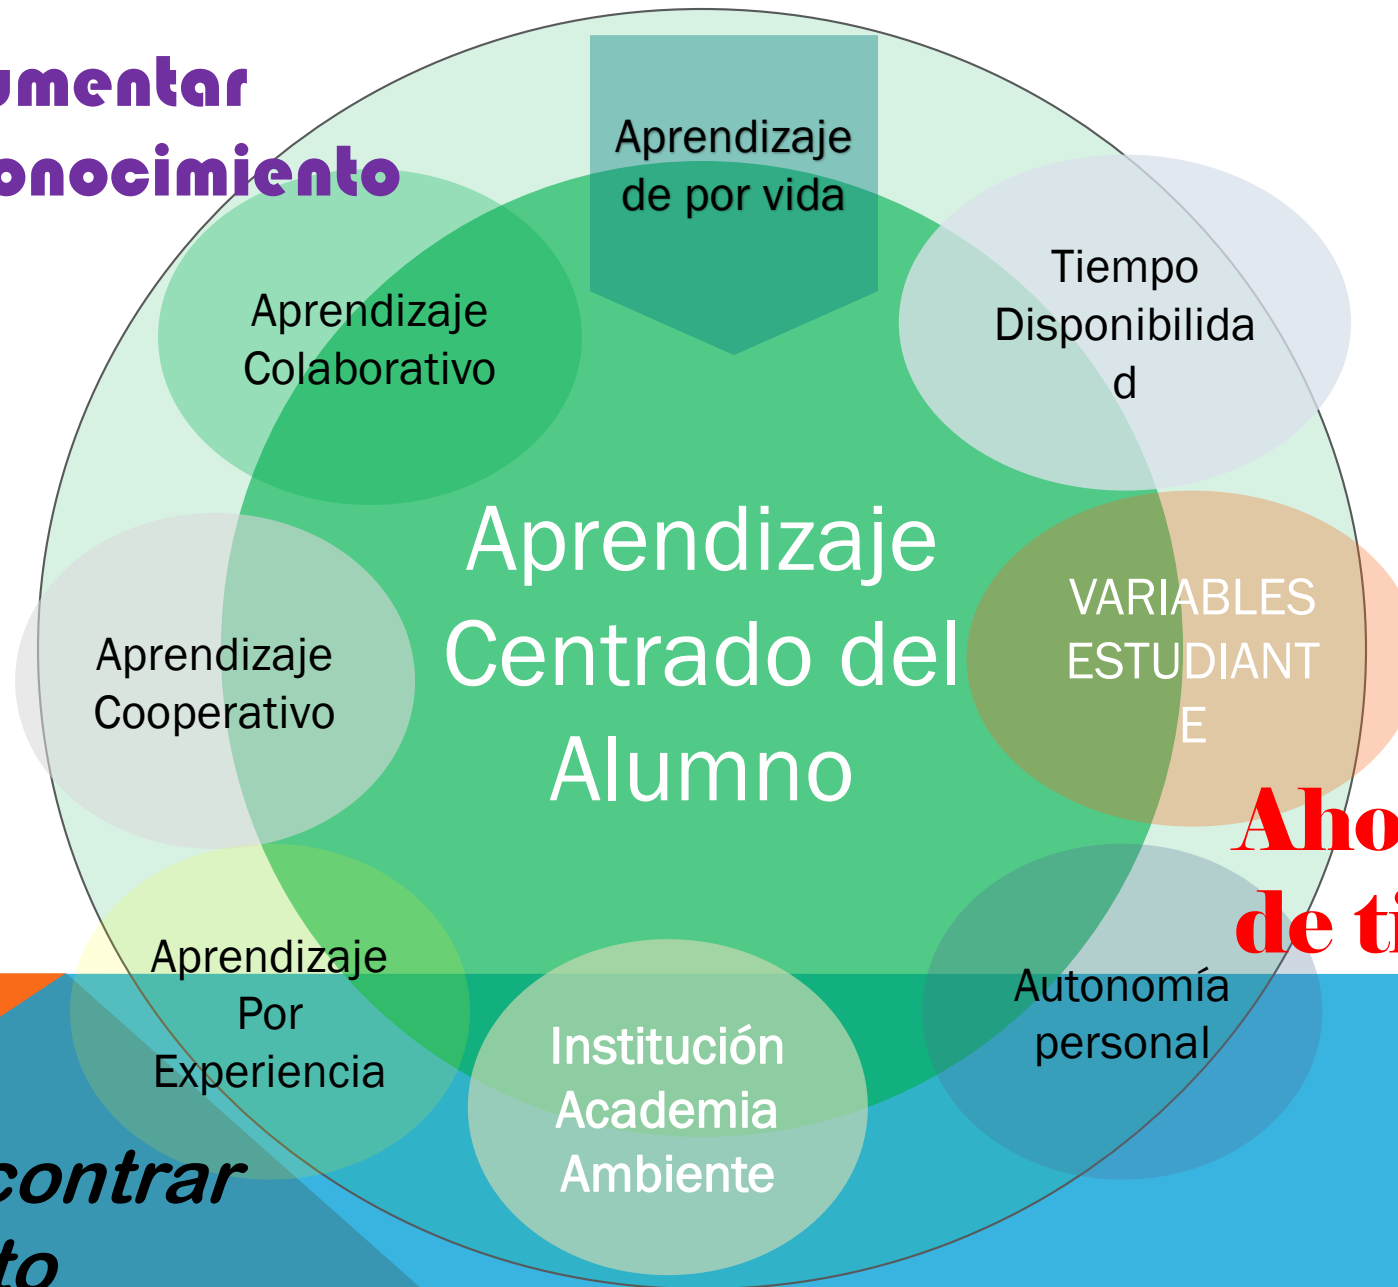 umentar
onocimiento
Aprendizaje
de por vida
Tiempo
Disponibilida
d
Aprendizaje
Colaborativo
Aprendizaje
Centrado del
Alumno
VARIABLES
ESTUDIANT
E
Aprendizaje
Cooperativo
Aho
de ti
Aprendizaje
Por
Experiencia
Institución
Academia
Ambiente
Autonomía
personal
contrar
to